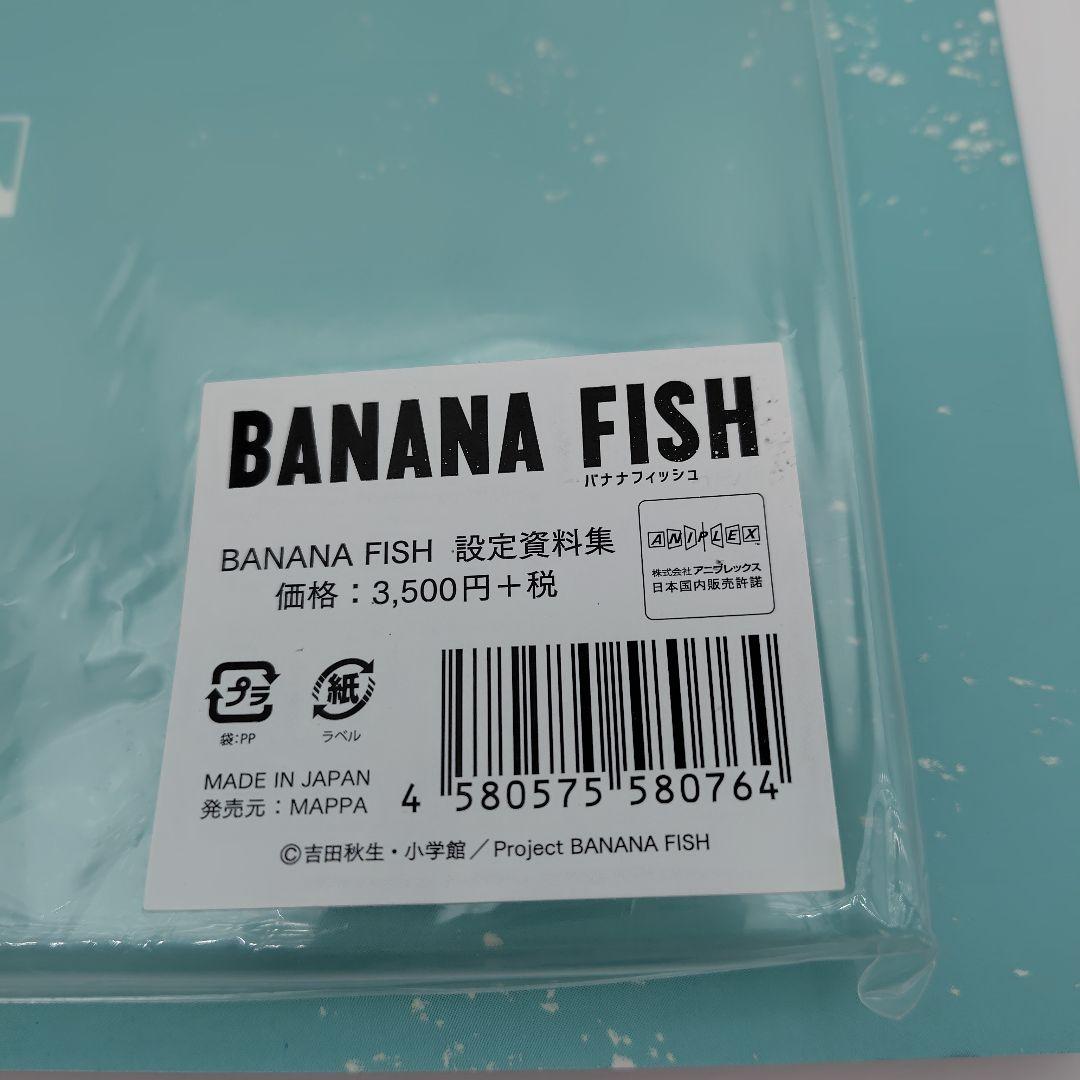 BANANA FISH
バナナフィッシュ
BANANA FISH 設定資料集
価格：3,500円＋税
ANIPLEX
株式会社アニプレックス
日本国内販売許諾
プラ
袋:PP
紙
ラベル
MADE IN JAPAN
発売元：MAPPA
4 580575 580764
©吉田秋生・小学館／Project BANANA FISH